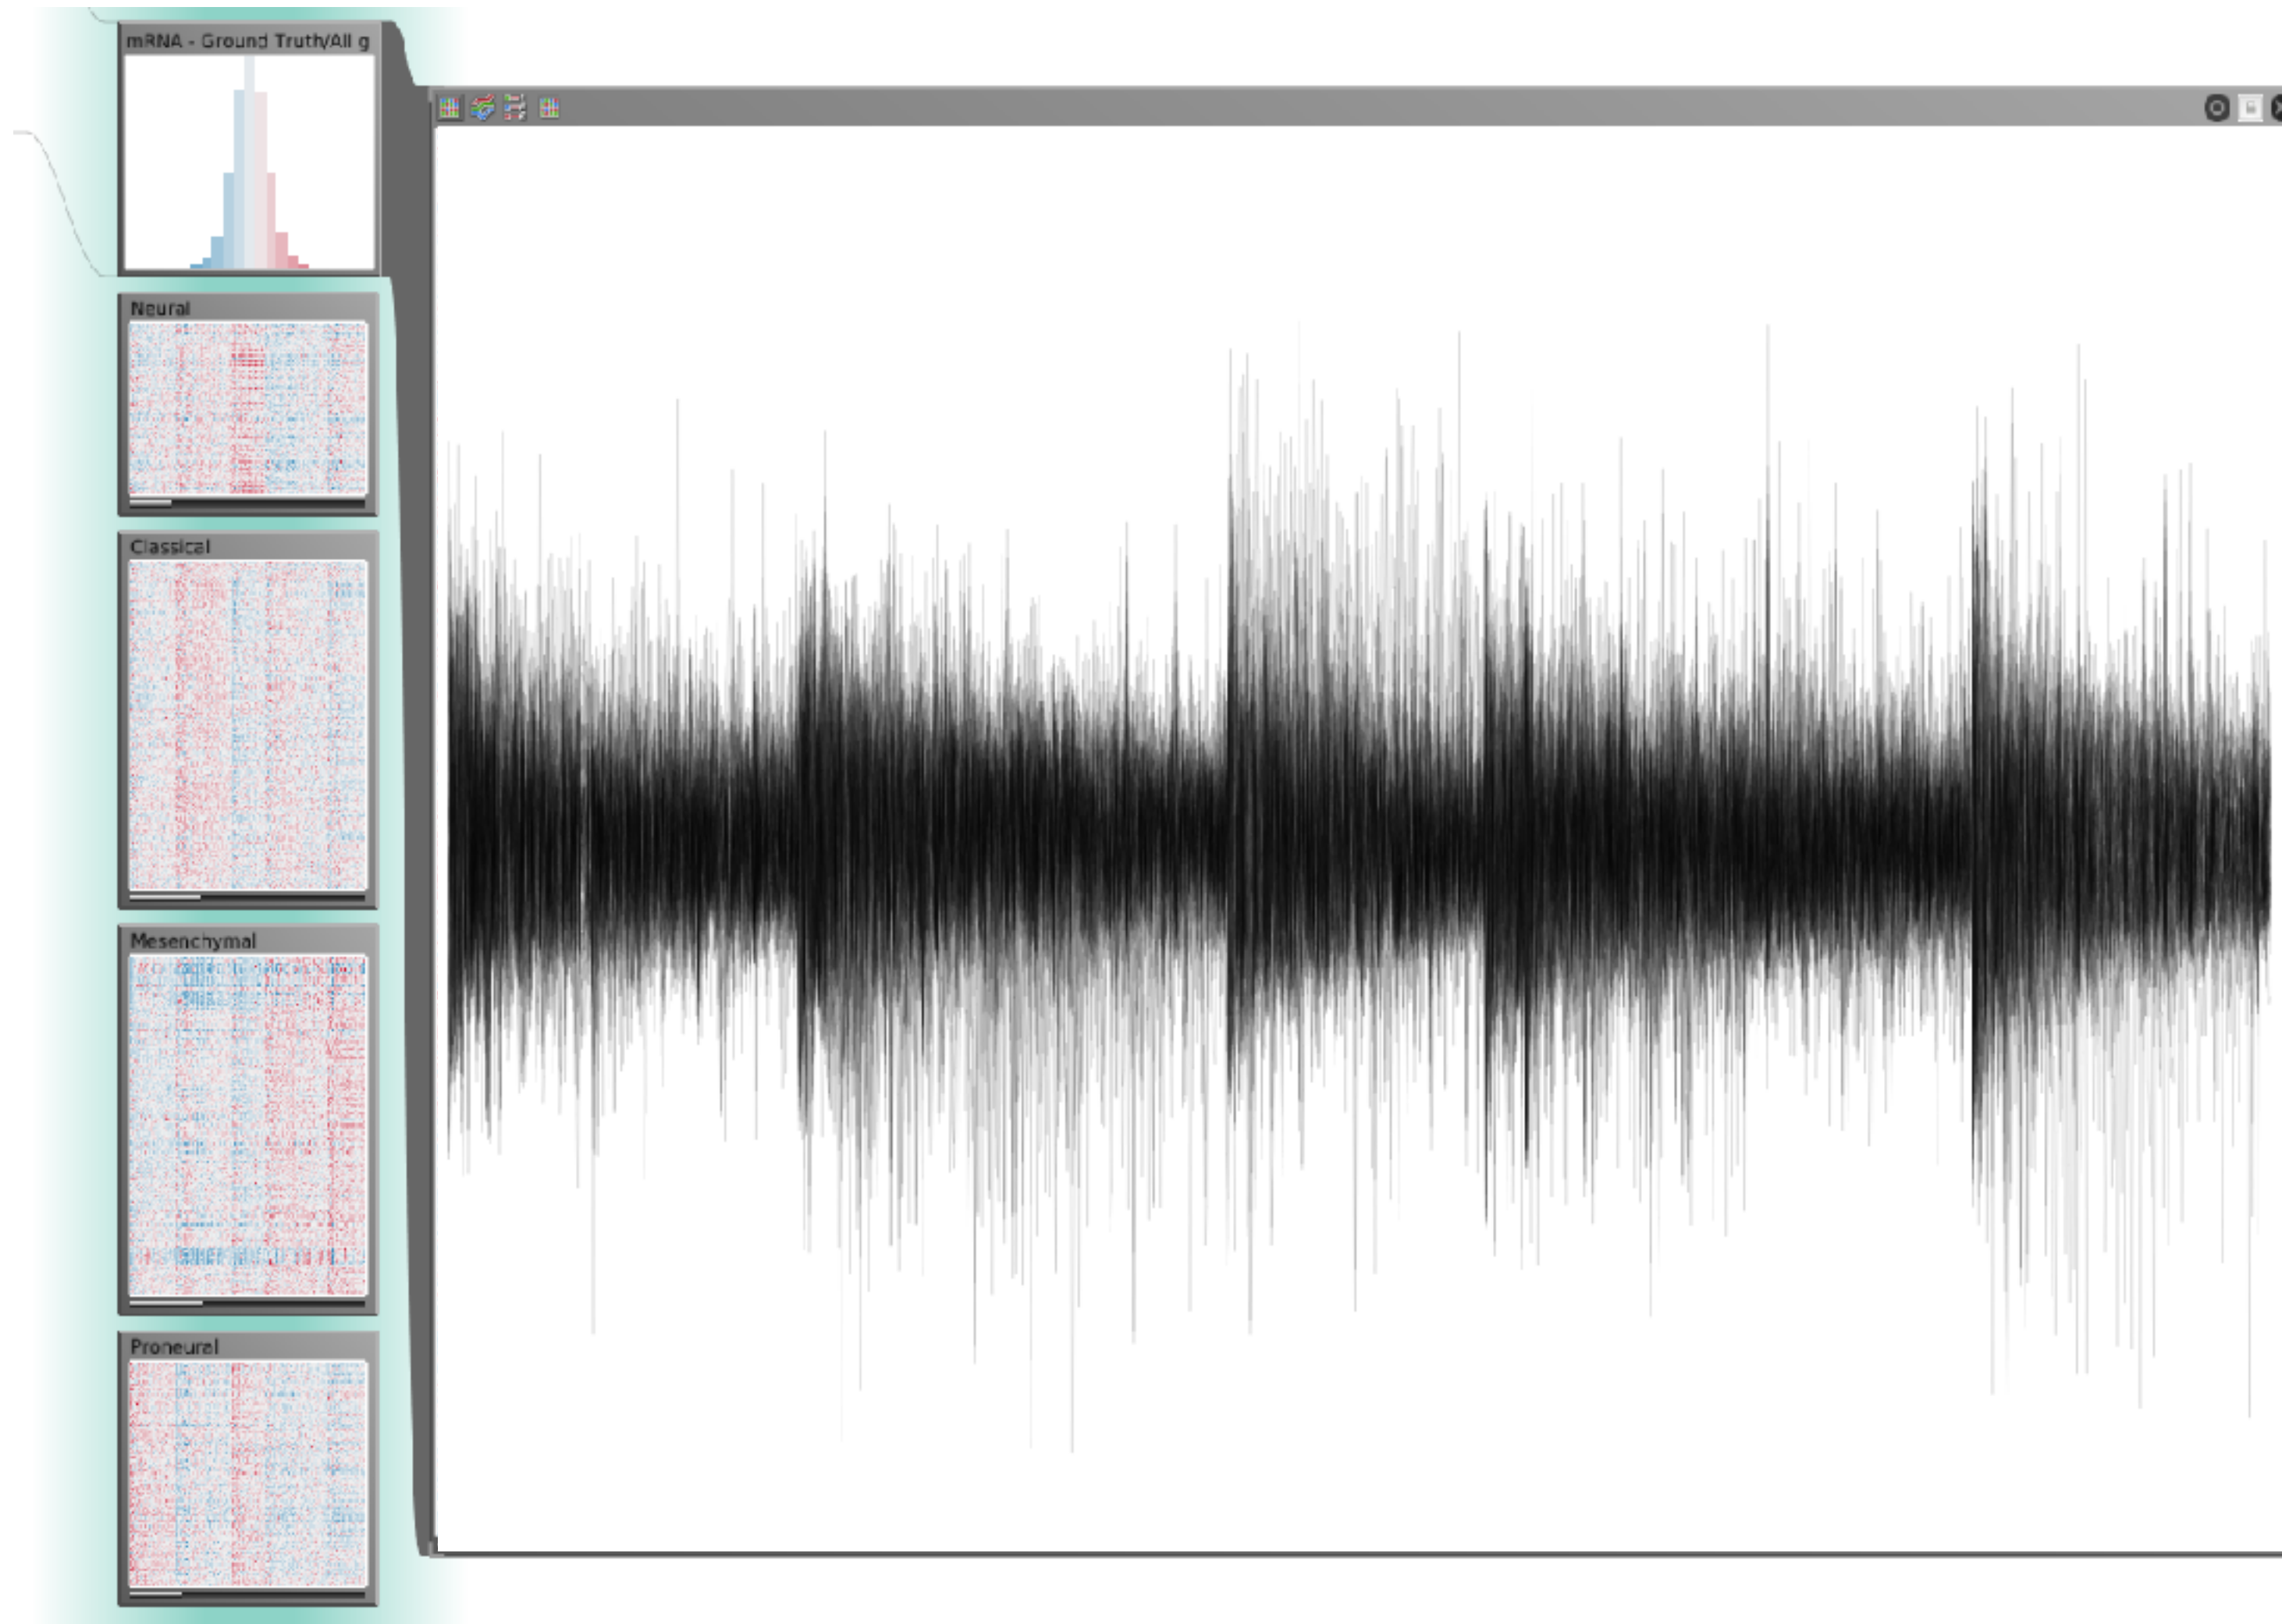 mRNA - Ground Truth/All g
Neural
Classical
Mesenchymal
Proneural